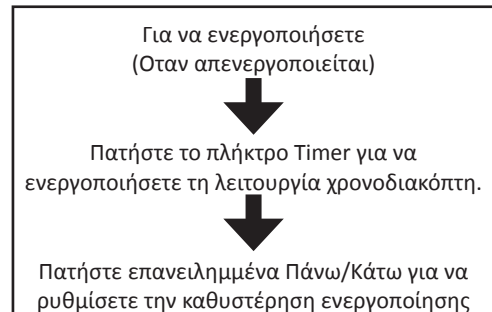 Για να ενεργοποιήσετε
(Οταν απενεργοποιείται)
Πατήστε το πλήκτρο Timer για να
ενεργοποιήσετε τη λειτουργία χρονοδιακόπτη.
Πατήστε επανειλημμένα Πάνω/Κάτω για να
ρυθμίσετε την καθυστέρηση ενεργοποίησης